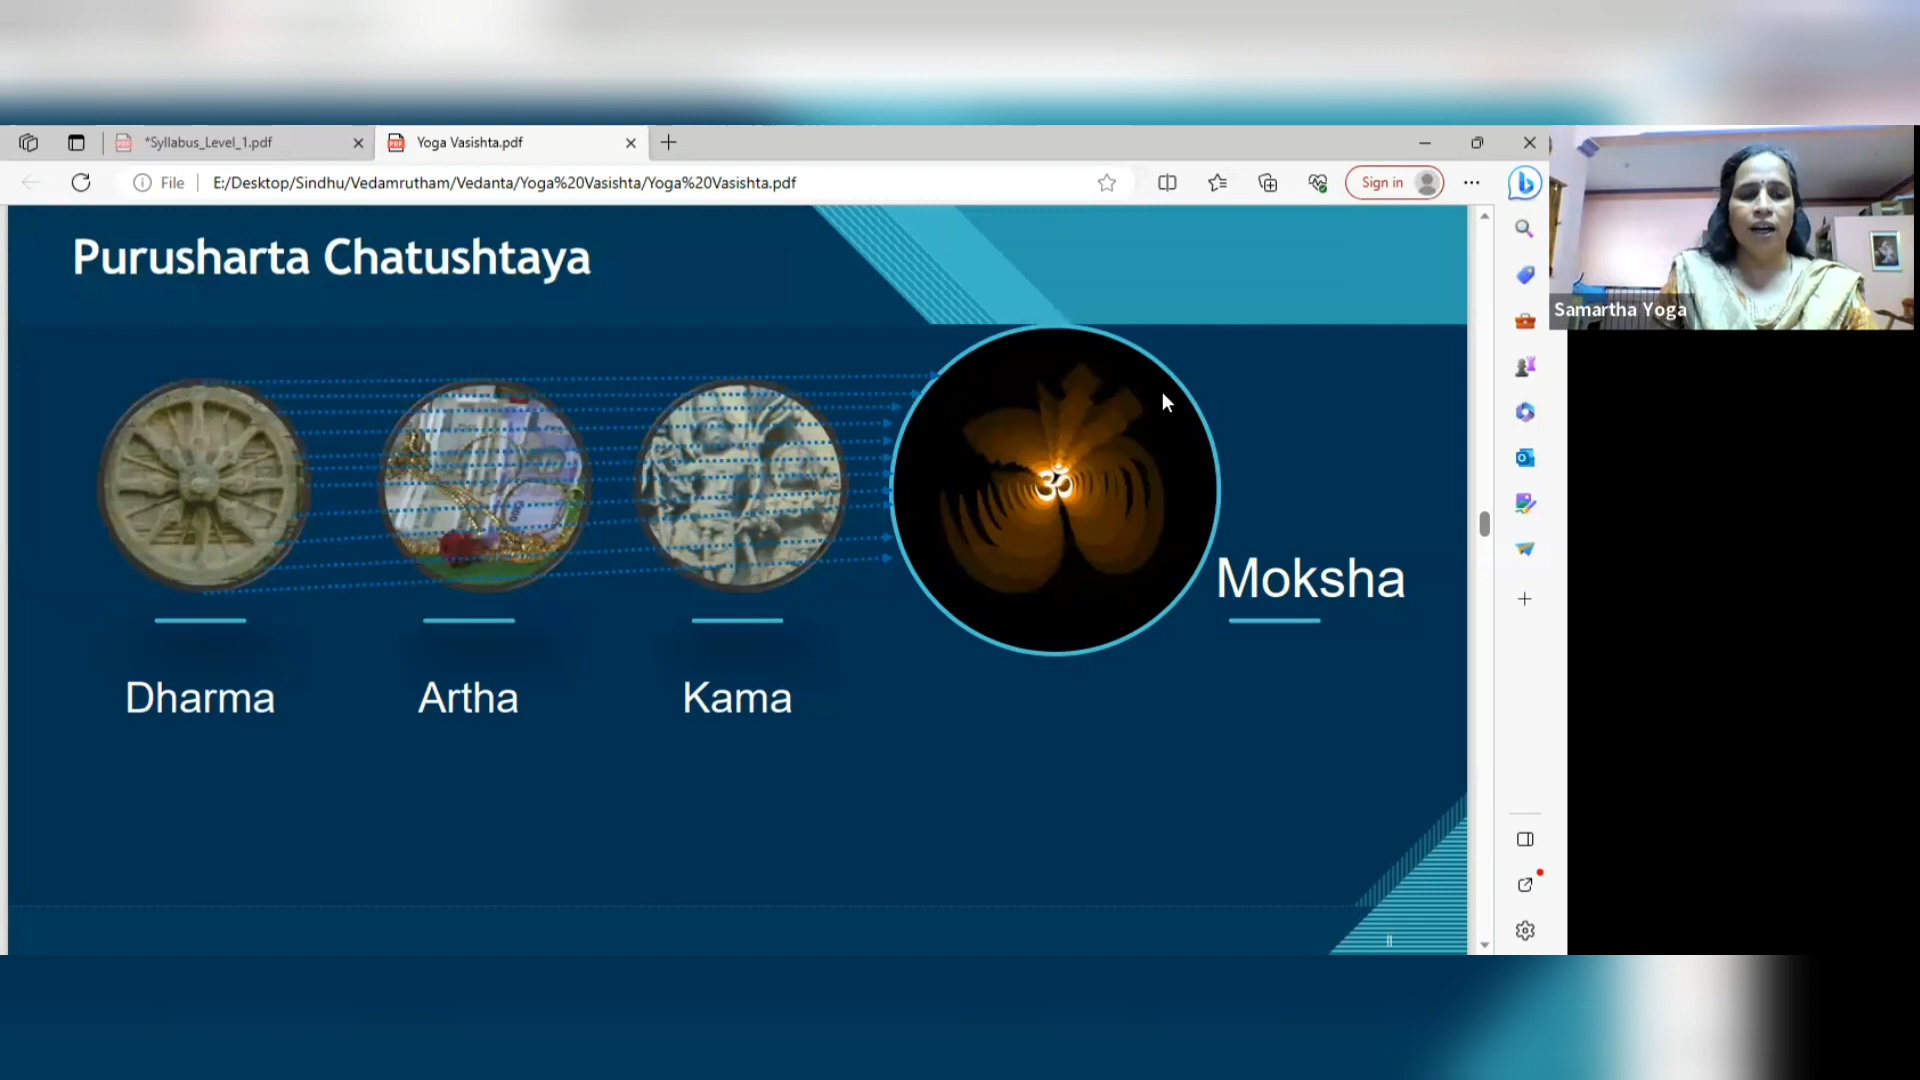 *Syllabus_Level_1.pdf
Yoga Vasishta.pdf
File
E:/Desktop/Sindhu/Vedamrutham/Vedanta/Yoga%20Vasishta/Yoga%20Vasishta.pdf
Sign in
Purusharta Chatushtaya
Samartha Yoga
ॐ
Moksha
Dharma
Artha
Kama
11